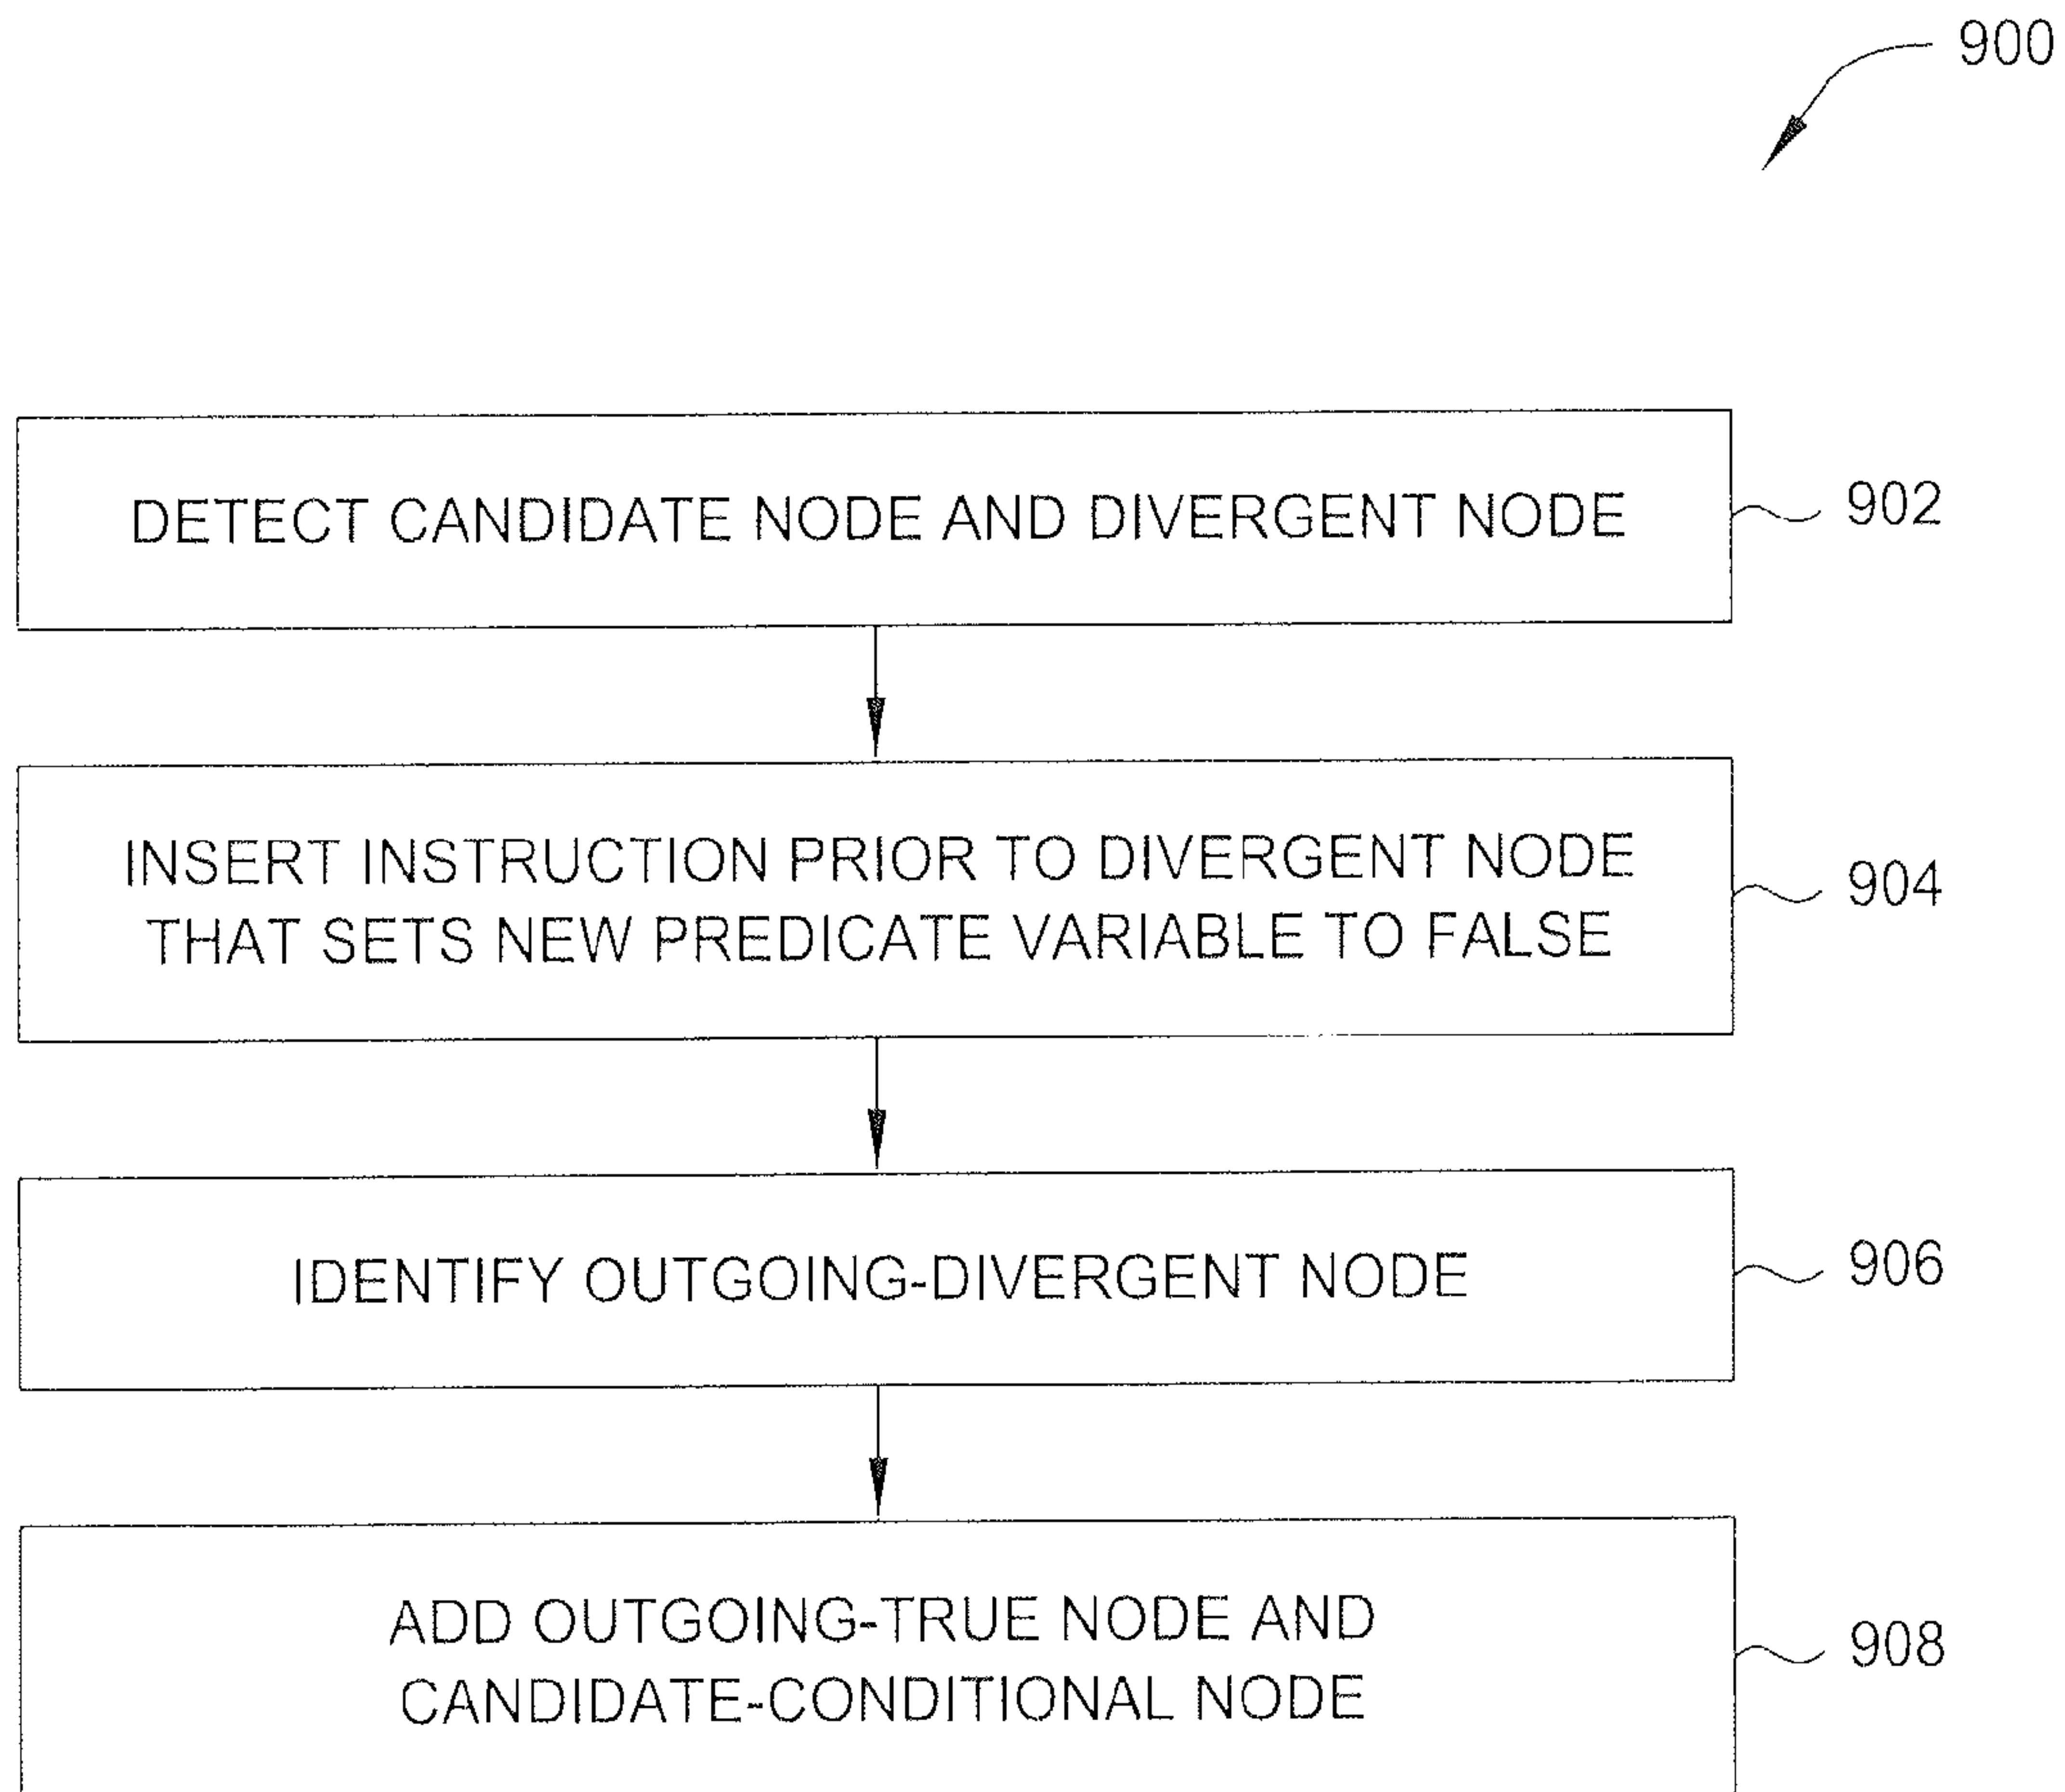 900
DETECT CANDIDATE NODE AND DIVERGENT NODE
902
INSERT INSTRUCTION PRIOR TO DIVERGENT NODE
THAT SETS NEW PREDICATE VARIABLE TO FALSE
904
IDENTIFY OUTGOING-DIVERGENT NODE
906
ADD OUTGOING-TRUE NODE AND
CANDIDATE-CONDITIONAL NODE
908